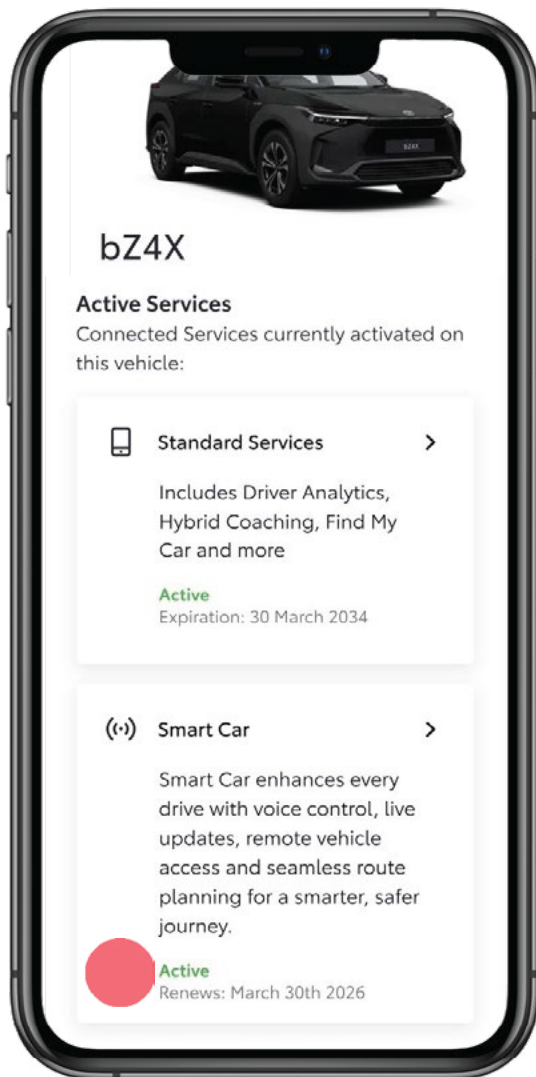 bZ4X
bZ4X
Active Services
Connected Services currently activated on
this vehicle:
Standard Services
Includes Driver Analytics,
Hybrid Coaching, Find My
Car and more
Active
Expiration: 30 March 2034
Smart Car
Smart Car enhances every
drive with voice control, live
updates, remote vehicle
access and seamless route
planning for a smarter, safer
journey.
Active
Renews: March 30th 2026